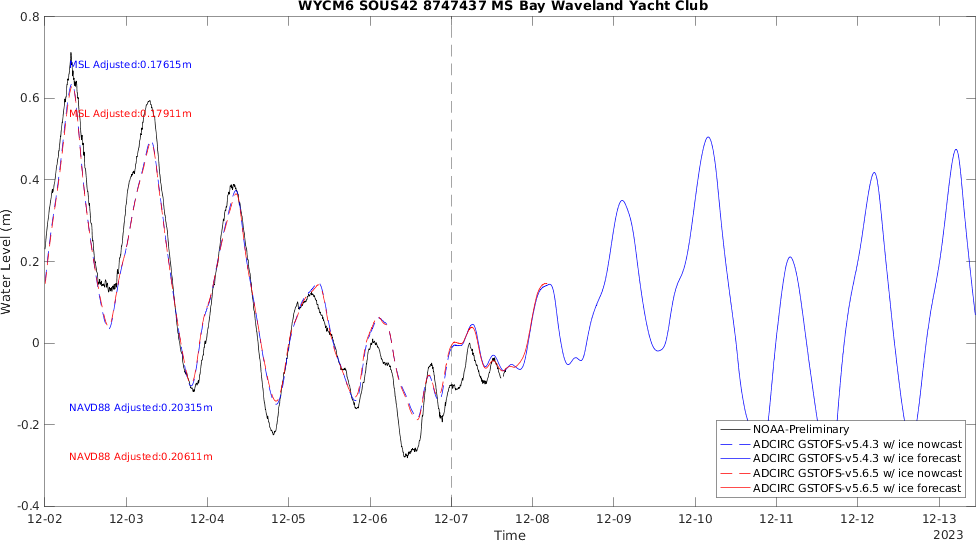 WYCM6 SOUS42 8747437 MS Bay Waveland Yacht Club
0.8
0.6
0.4
0.2
0
-0.2
-0.4
Water Level (m)
MSL Adjusted:0.17615m
MSL Adjusted:0.17911m
NAVD88 Adjusted:0.20315m
NAVD88 Adjusted:0.20611m
NOAA-Preliminary
ADCIRC GSTOFS-v5.4.3 w/ ice nowcast
ADCIRC GSTOFS-v5.4.3 w/ ice forecast
ADCIRC GSTOFS-v5.6.5 w/ ice nowcast
ADCIRC GSTOFS-v5.6.5 w/ ice forecast
12-02 12-03 12-04 12-05 12-06 12-07 12-08 12-09 12-10 12-11 12-12 12-13
Time
2023